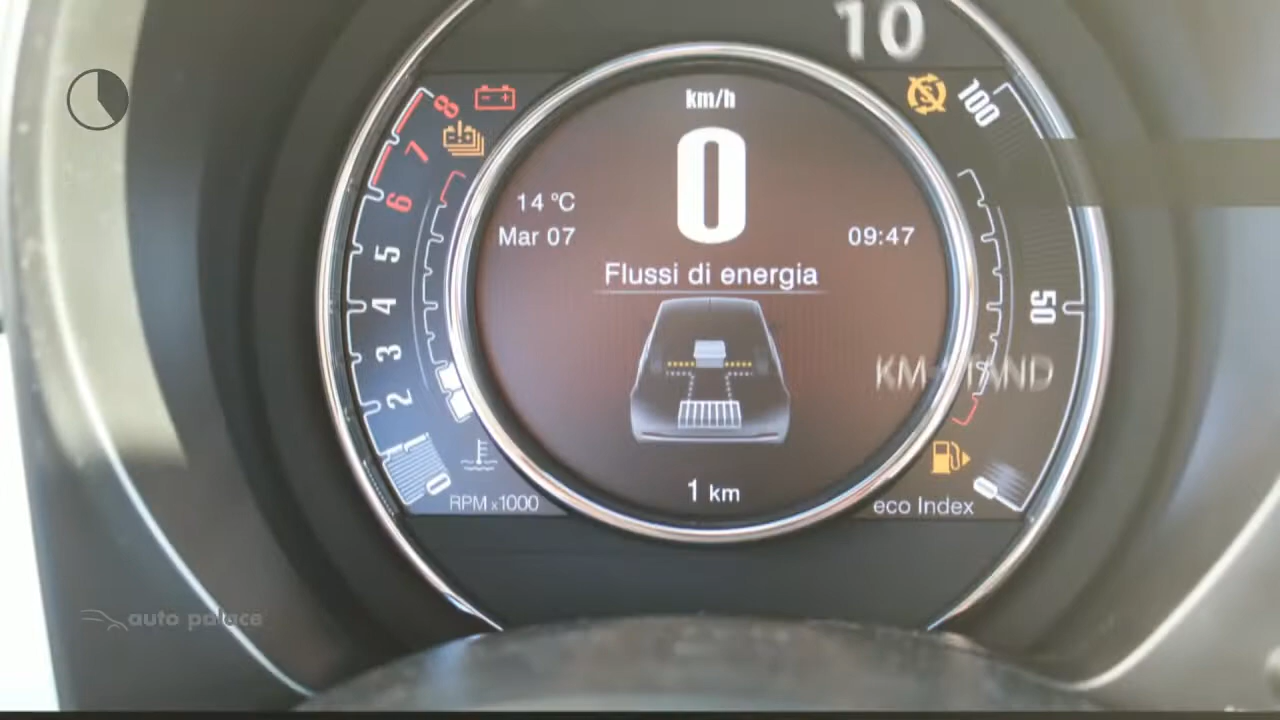 10
km/h
100
8
7
6
5
4
3
2
1
0
0
14 °C
Mar 07
09:47
Flussi di energia
50
1 km
0
RPM x1000
eco Index
auto palace